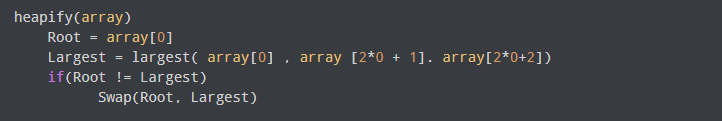 heapify(array)
    Root = array[0]
    Largest = largest( array[0] , array [2*0 + 1]. array[2*0+2])
    if(Root != Largest)
          Swap(Root, Largest)